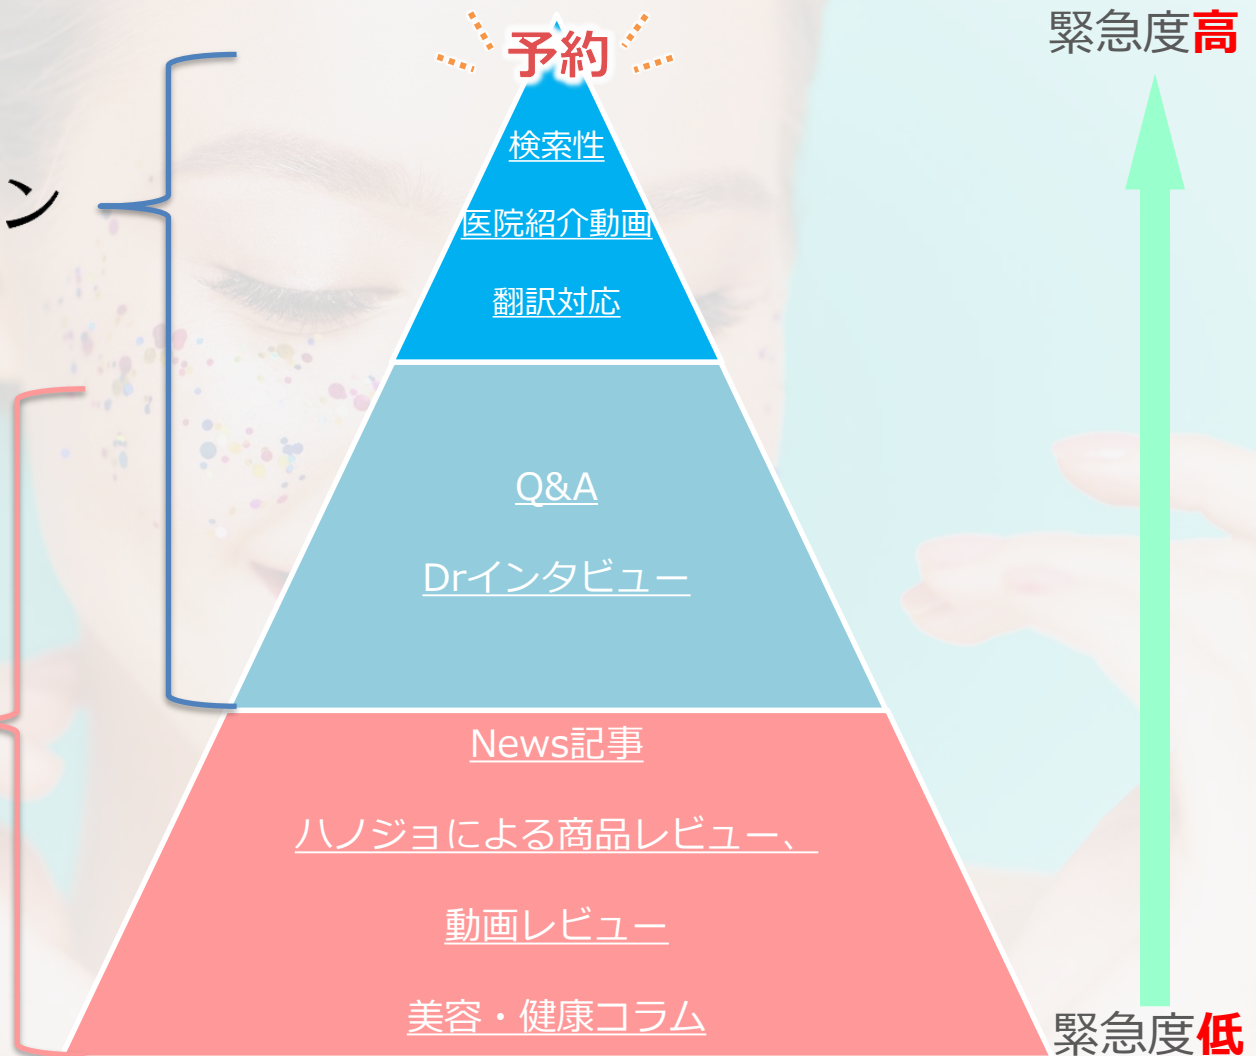 予約
緊急度高
検索性
ン
医院紹介動画
翻訳対応
Q&A
Drインタビュー
News記事
ハノジョによる商品レビュー、
動画レビュー
美容・健康コラム
緊急度低